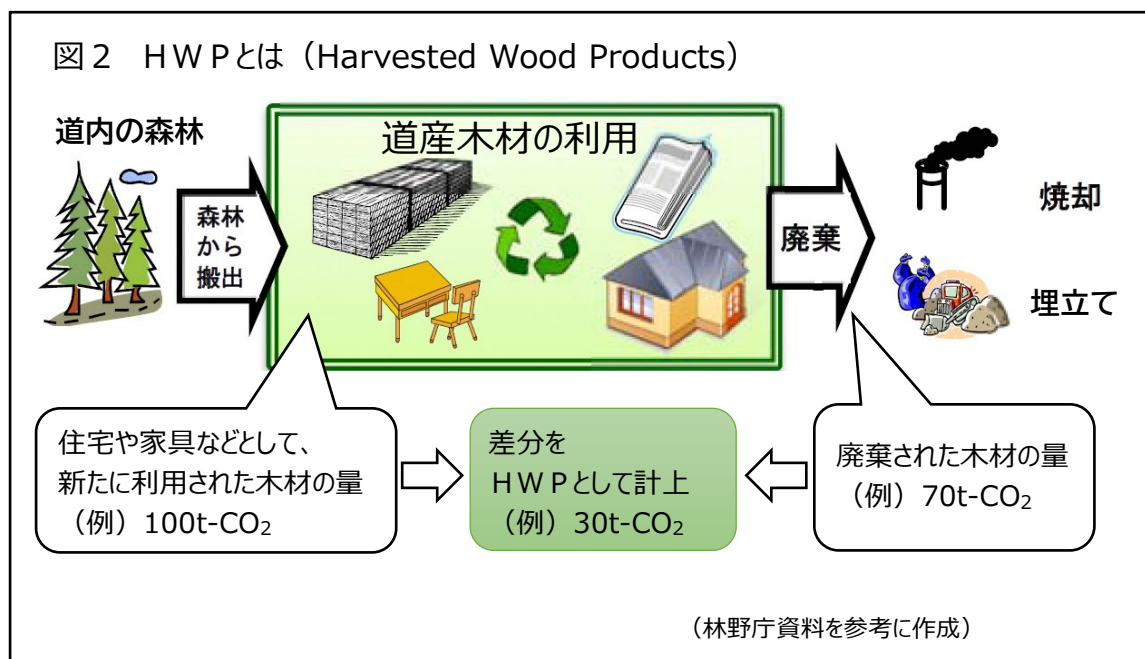 図2 HWPとは(Harvested Wood Products)
道内の森林
森林
から
搬出
道産木材の利用
廃棄
焼却
埋立て
住宅や家具などとして、
新たに利用された木材の量
(例)100t-CO₂
差分を
HWPとして計上
(例)30t-CO₂
廃棄された木材の量
(例)70t-CO₂
(林野庁資料を参考に作成)